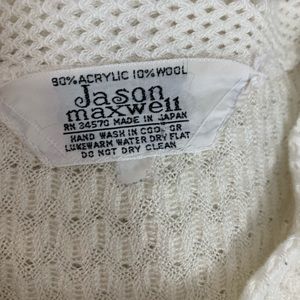 90% ACRYLIC 10% WOOL
Jason
maxwell
RN 34570 MADE IN JAPAN
HAND WASH IN COOL OR
LUKEWARM WATER DRY FLAT
DO NOT DRY CLEAN